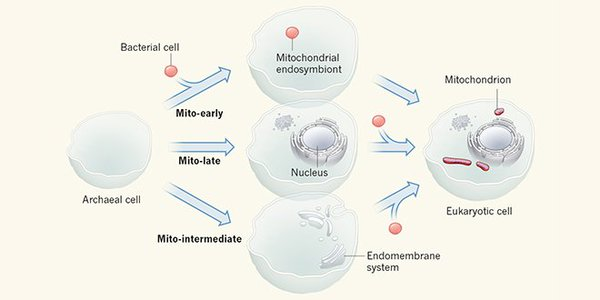 Bacterial cell
Mitochondrial
endosymbiont
Mitochondrion
Mito-early
Mito-late
Nucleus
Archaeal cell
Eukaryotic cell
Mito-intermediate
Endomembrane
system